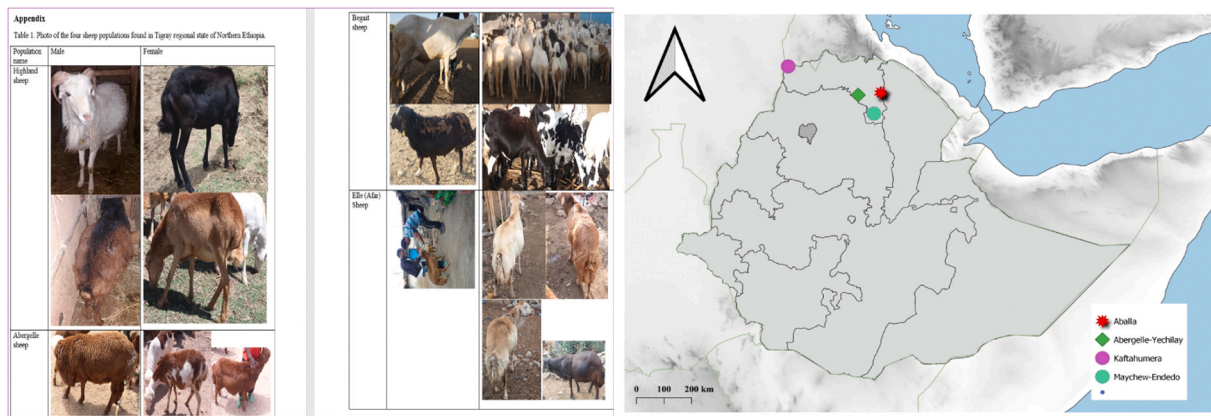 Appendix
Table 1. Photo of the four sheep populations found in Tigray regional state of Northern Ethiopia.
Population name
Male
Female
Highland
sheep
Abergelle
sheep
Begait
sheep
Elle (Afar)
Sheep
Aballa
Abergelle-Yechilay
Kaftahumera
Maychew-Endedo
0 100 200 km